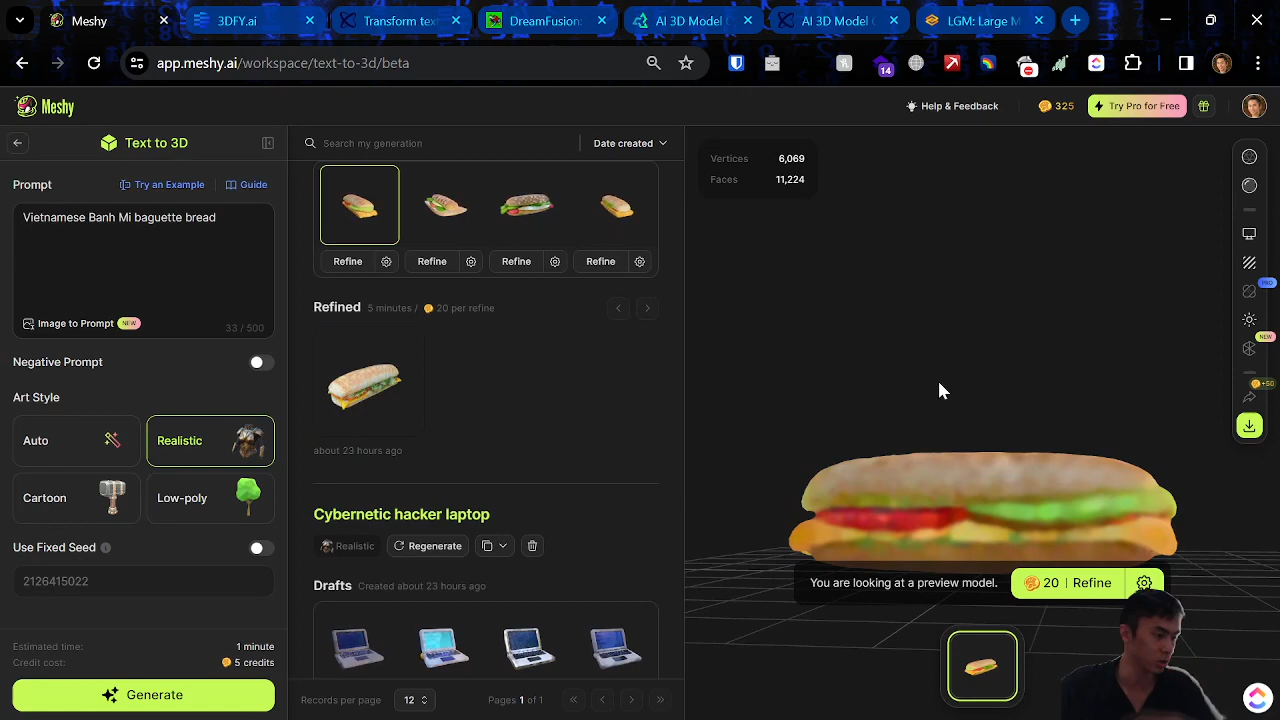 Meshy
3DFY.ai
Transform tex
DreamFusion:
AI 3D Model
AI 3D Model
LGM: Large M
app.meshy.ai/workspace/text-to-3d/beta
14
Meshy
Help & Feedback
325
Try Pro for Free
Text to 3D
Search my generation
Date created
Prompt
Try an Example
Guide
Vietnamese Banh Mi baguette bread
Image to Prompt
NEW
33 / 500
Negative Prompt
Art Style
Auto
Realistic
Cartoon
Low-poly
Use Fixed Seed
2126415022
Estimated time:
1 minute
Credit cost:
5 credits
Generate
Refine
Refine
Refine
Refine
Refined
5 minutes /
20 per refine
about 23 hours ago
Cybernetic hacker laptop
Realistic
Regenerate
Drafts
Created about 23 hours ago
Records per page
12
Pages 1 of 1
Vertices
6,069
Faces
11,224
PRO
NEW
+50
You are looking at a preview model.
20 | Refine